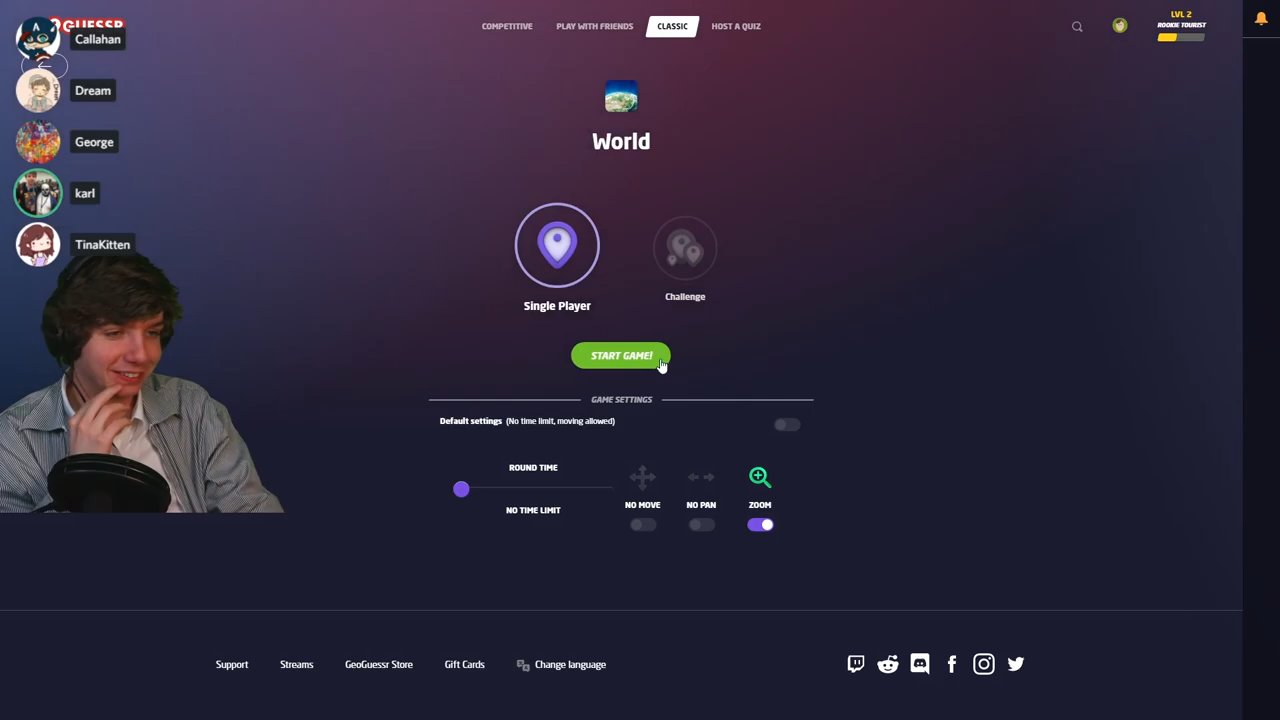 GUESSR
COMPETITIVE
PLAY WITH FRIENDS
CLASSIC
HOST A QUIZ
LVL 2
ROOKIE TOURIST
Callahan
Dream
George
karl
TinaKitten
World
Single Player
Challenge
START GAME!
GAME SETTINGS
Default settings (No time limit, moving allowed)
ROUND TIME
NO TIME LIMIT
NO MOVE
NO PAN
ZOOM
Support
Streams
GeoGuessr Store
Gift Cards
Change language